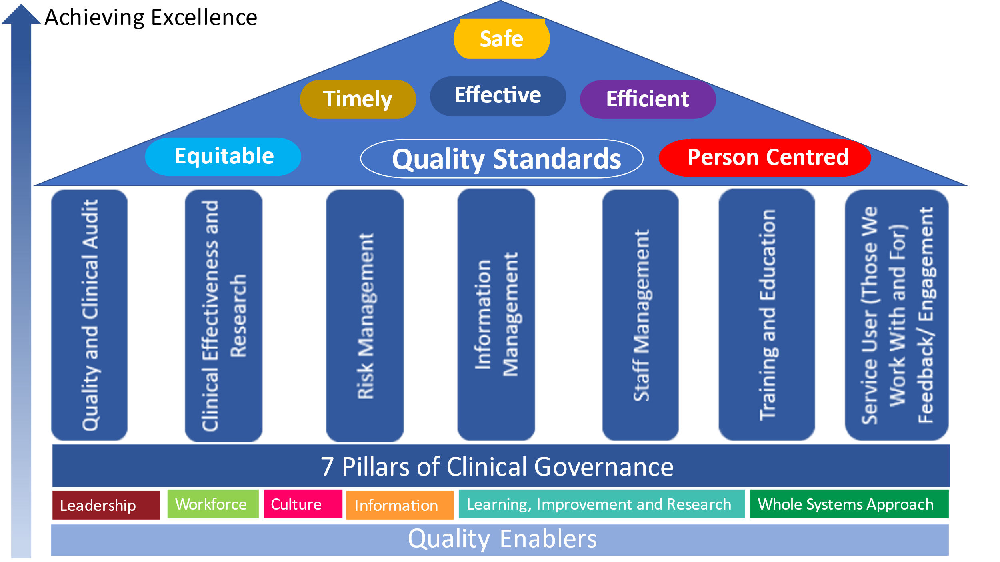 Achieving Excellence
Safe
Timely
Effective
Efficient
Equitable
Quality Standards
Person Centred
Quality and Clinical Audit
Clinical Effectiveness and
Research
Risk Management
Information
Management
Staff Management
Training and Education
Service User (Those We
Work With and For)
Feedback/ Engagement
7 Pillars of Clinical Governance
Leadership
Workforce
Culture
Information
Learning, Improvement and Research
Whole Systems Approach
Quality Enablers